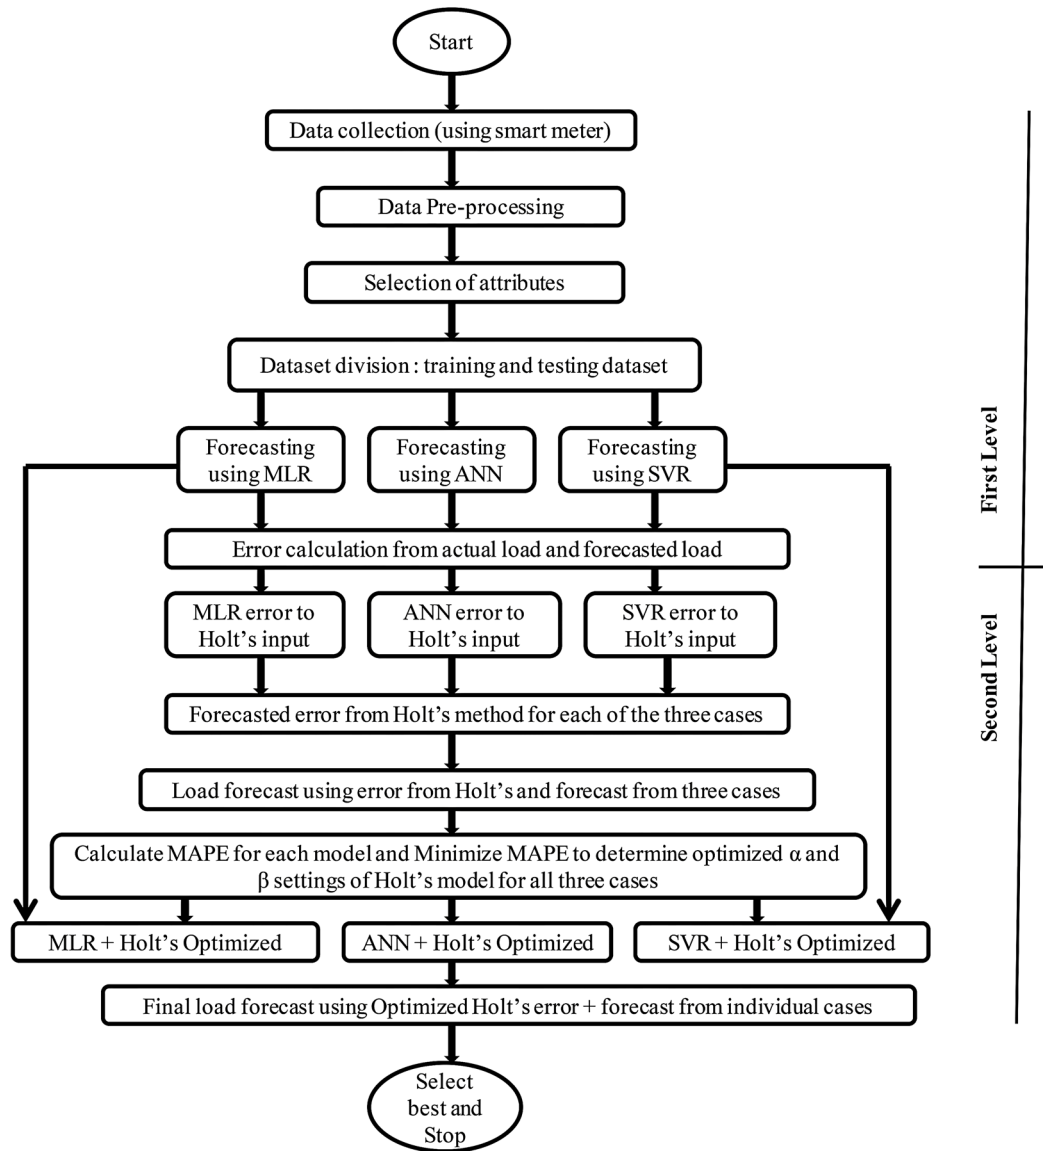 Start
Data collection (using smart meter)
Data Pre-processing
Selection of attributes
Dataset division : training and testing dataset
Forecasting
using MLR
Forecasting
using ANN
Forecasting
using SVR
Error calculation from actual load and forecasted load
MLR error to
Holt’s input
ANN error to
Holt’s input
SVR error to
Holt’s input
Forecasted error from Holt’s method for each of the three cases
Load forecast using error from Holt’s and forecast from three cases
Calculate MAPE for each model and Minimize MAPE to determine optimized α and
β settings of Holt’s model for all three cases
MLR + Holt’s Optimized
ANN + Holt’s Optimized
SVR + Holt’s Optimized
Final load forecast using Optimized Holt’s error + forecast from individual cases
Select
best and
Stop
First Level
Second Level